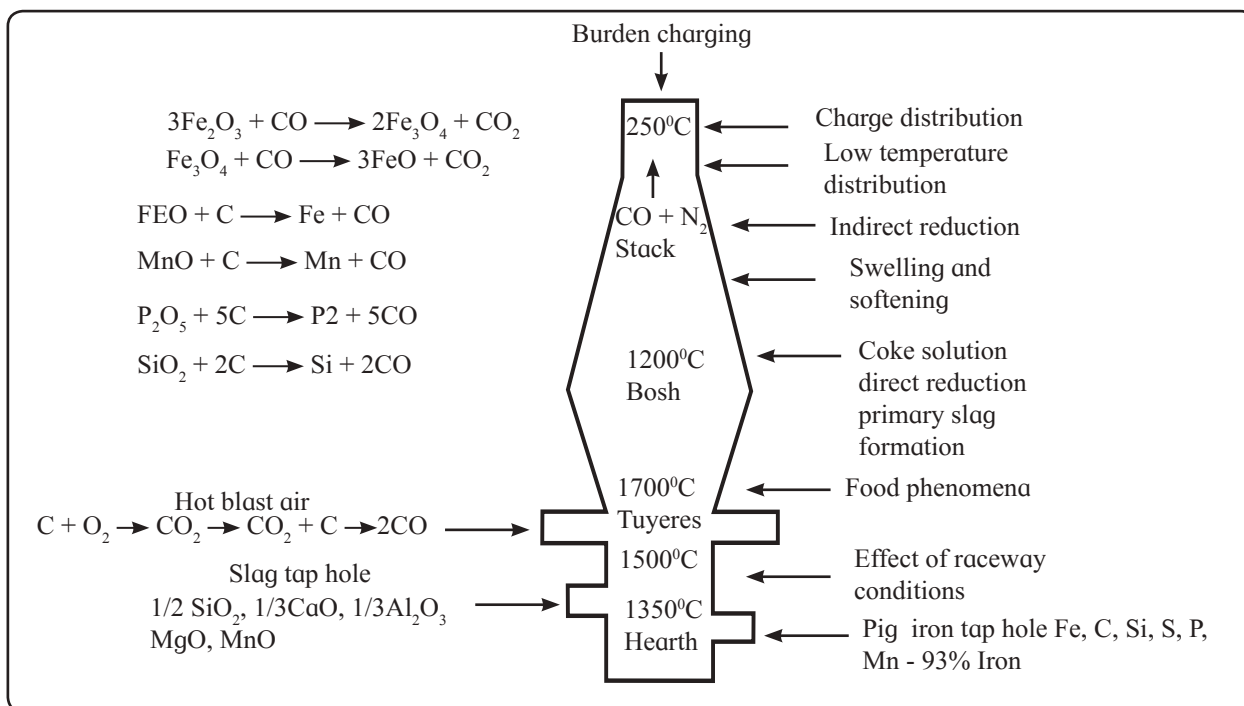 Burden charging
3Fe₂O₃ + CO → 2Fe₃O₄ + CO₂
Fe₃O₄ + CO → 3FeO + CO₂
FEO + C → Fe + CO
MnO + C → Mn + CO
P₂O₅ + 5C → P2 + 5CO
SiO₂ + 2C → Si + 2CO
Hot blast air
C + O₂ → CO₂ → CO₂ + C → 2CO
Slag tap hole
1/2 SiO₂, 1/3CaO, 1/3Al₂O₃
MgO, MnO
250⁰C
CO + N₂
Stack
1200⁰C
Bosh
1700⁰C
Tuyeres
1500⁰C
1350⁰C
Hearth
Charge distribution
Low temperature
distribution
Indirect reduction
Swelling and
softening
Coke solution
direct reduction
primary slag
formation
Food phenomena
Effect of raceway
conditions
Pig iron tap hole Fe, C, Si, S, P,
Mn - 93% Iron